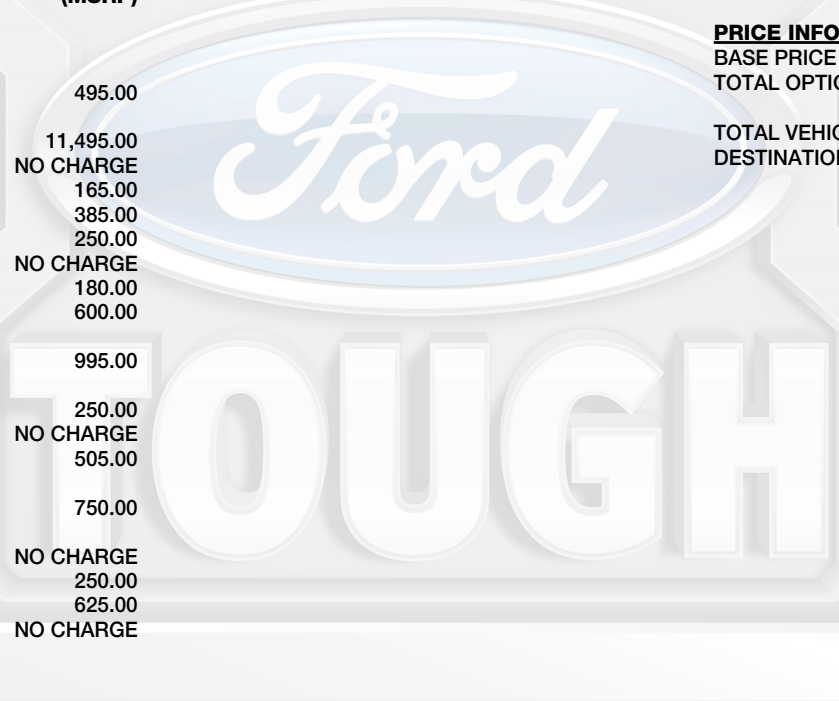 (MSRP)
495.00
11,495.00
NO CHARGE
165.00
385.00
250.00
NO CHARGE
180.00
600.00
995.00
250.00
NO CHARGE
505.00
750.00
NO CHARGE
250.00
625.00
NO CHARGE
PRICE INFO
BASE PRICE
TOTAL OPTIO
TOTAL VEHIC
DESTINATION
Ford
TOUGH